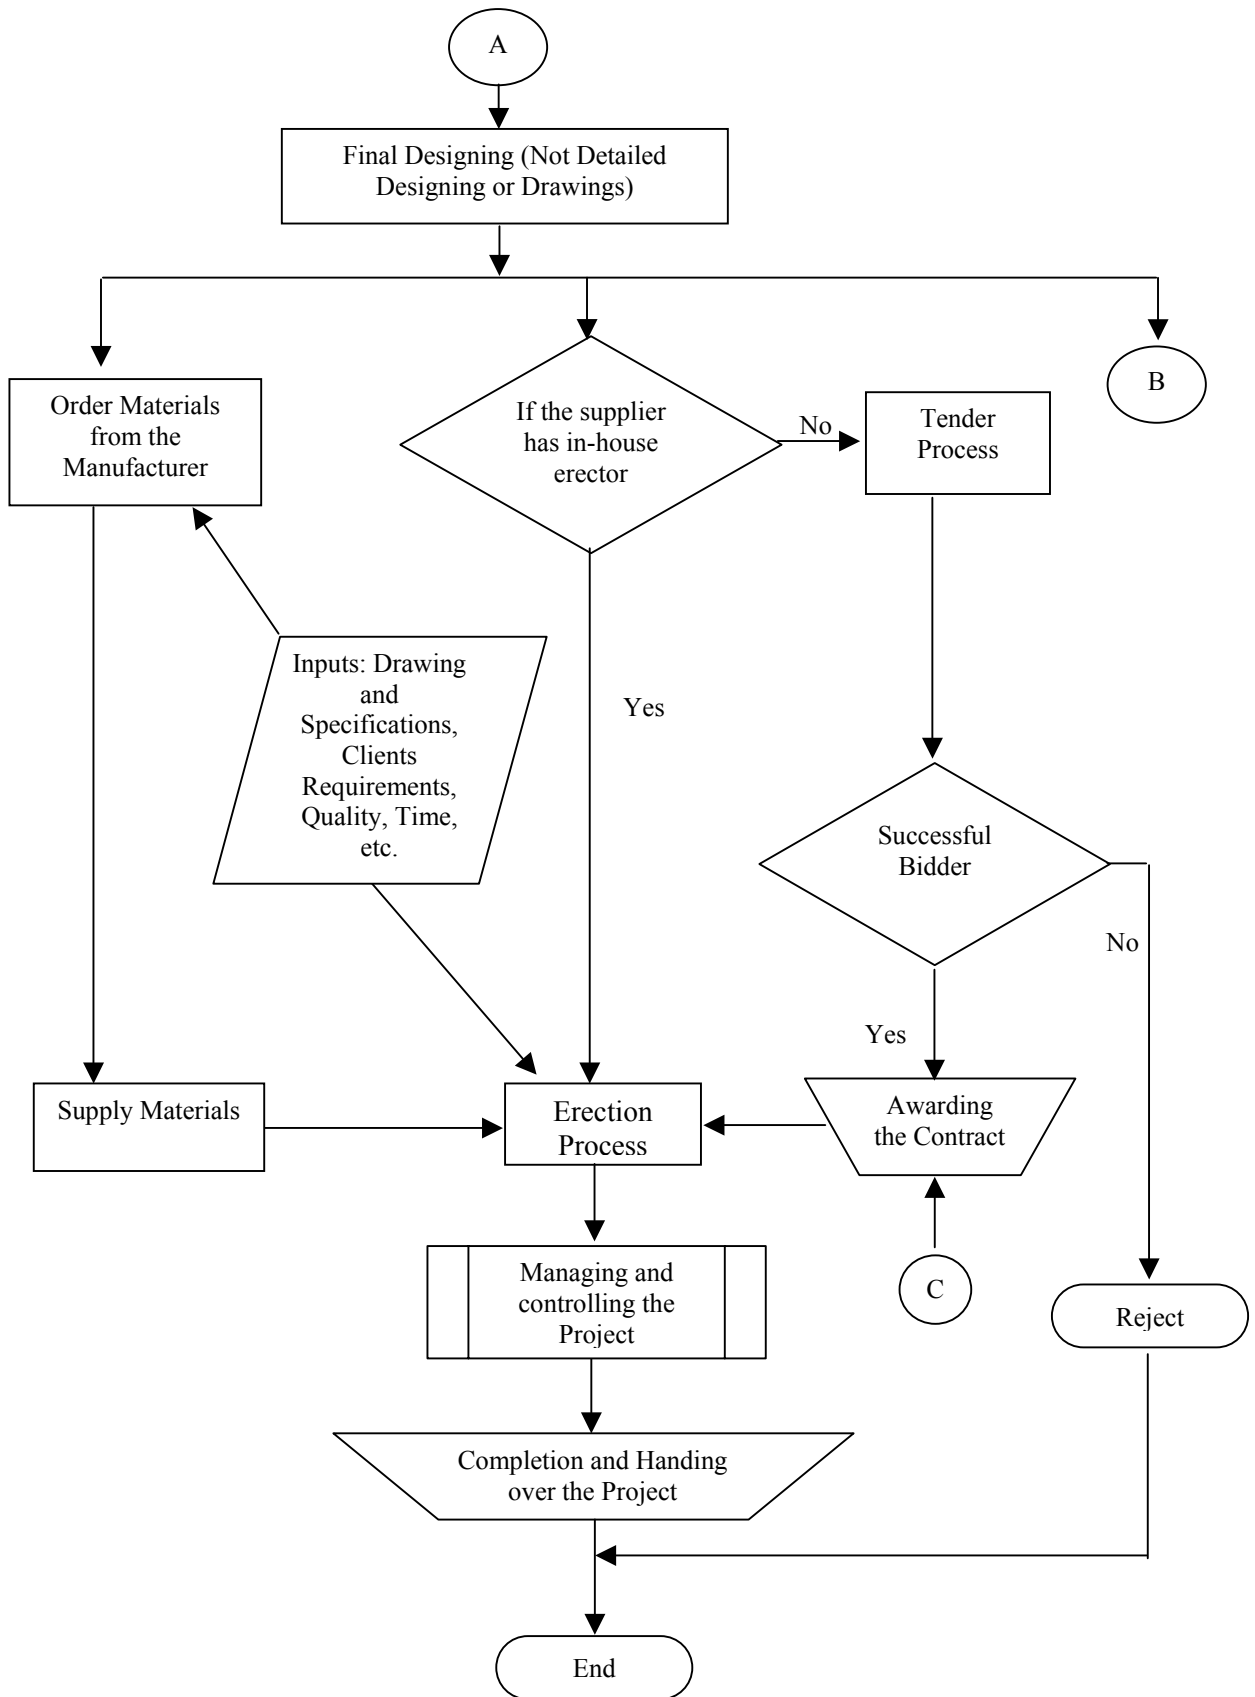 A
Final Designing (Not Detailed
Designing or Drawings)
B
Order Materials
from the
Manufacturer
If the supplier
has in-house
erector
No
Tender
Process
Inputs: Drawing
and
Specifications,
Clients
Requirements,
Quality, Time,
etc.
Yes
Successful
Bidder
No
Yes
Supply Materials
Erection
Process
Awarding
the Contract
Managing and
controlling the
Project
C
Reject
Completion and Handing
over the Project
End